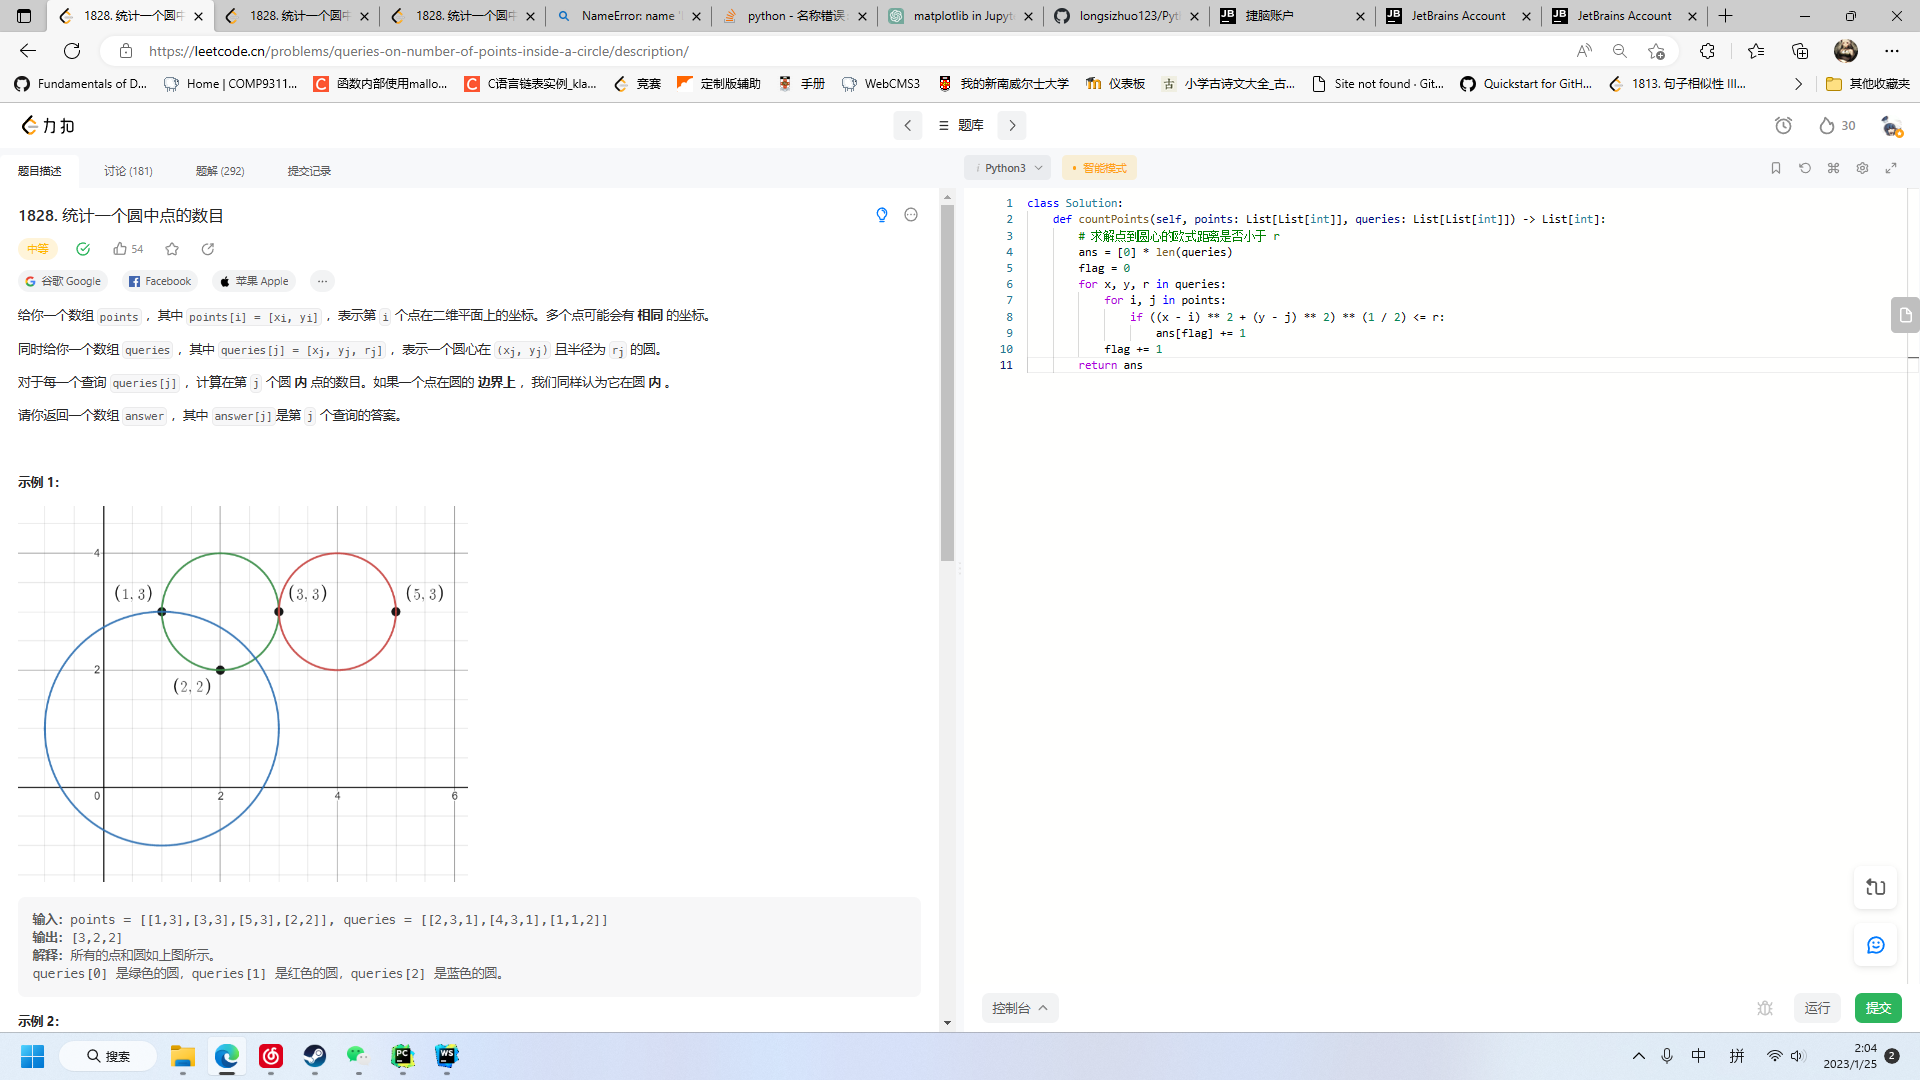 1828. 统计一个圆中
1828. 统计一个圆中
1828. 统计一个圆中
NameError: name '
python - 名称错误
matplotlib in Jupyt
longsizhuo123/Pyt
捷脑账户
JetBrains Account
JetBrains Account
https://leetcode.cn/problems/queries-on-number-of-points-inside-a-circle/description/
Fundamentals of D...
Home | COMP9311...
函数内部使用mallo...
C语言链表实例_kla...
竞赛
定制版辅助
手册
WebCMS3
我的新南威尔士大学
仪表板
小学古诗文大全_古...
Site not found · Git...
Quickstart for GitH...
1813. 句子相似性 III...
其他收藏夹
力扣
题库
30
题目描述
讨论 (181)
题解 (292)
提交记录
Python3
智能模式
1828. 统计一个圆中点的数目
中等
54
谷歌 Google
Facebook
苹果 Apple
...
给你一个数组 points ，其中 points[i] = [xi, yi] ，表示第 i 个点在二维平面上的坐标。多个点可能会有 相同 的坐标。
同时给你一个数组 queries ，其中 queries[j] = [xj, yj, rj] ，表示一个圆心在 (xj, yj) 且半径为 rj 的圆。
对于每一个查询 queries[j] ，计算在第 j 个圆 内 点的数目。如果一个点在圆的 边界上 ，我们同样认为它在圆 内 。
请你返回一个数组 answer ，其中 answer[j] 是第 j 个查询的答案。
示例 1：
4
(1, 3)
(3, 3)
(5, 3)
2
(2, 2)
0
2
4
6
输入：points = [[1,3],[3,3],[5,3],[2,2]], queries = [[2,3,1],[4,3,1],[1,1,2]]
输出：[3,2,2]
解释：所有的点和圆如上图所示。
queries[0] 是绿色的圆，queries[1] 是红色的圆，queries[2] 是蓝色的圆。
示例 2：
1 class Solution:
2 def countPoints(self, points: List[List[int]], queries: List[List[int]]) -> List[int]:
3 # 求解点到圆心的欧式距离是否小于 r
4 ans = [0] * len(queries)
5 flag = 0
6 for x, y, r in queries:
7 for i, j in points:
8 if ((x - i) ** 2 + (y - j) ** 2) ** (1 / 2) <= r:
9 ans[flag] += 1
10 flag += 1
11 return ans
控制台
运行
提交
搜索
中
拼
2:04
2023/1/25
2